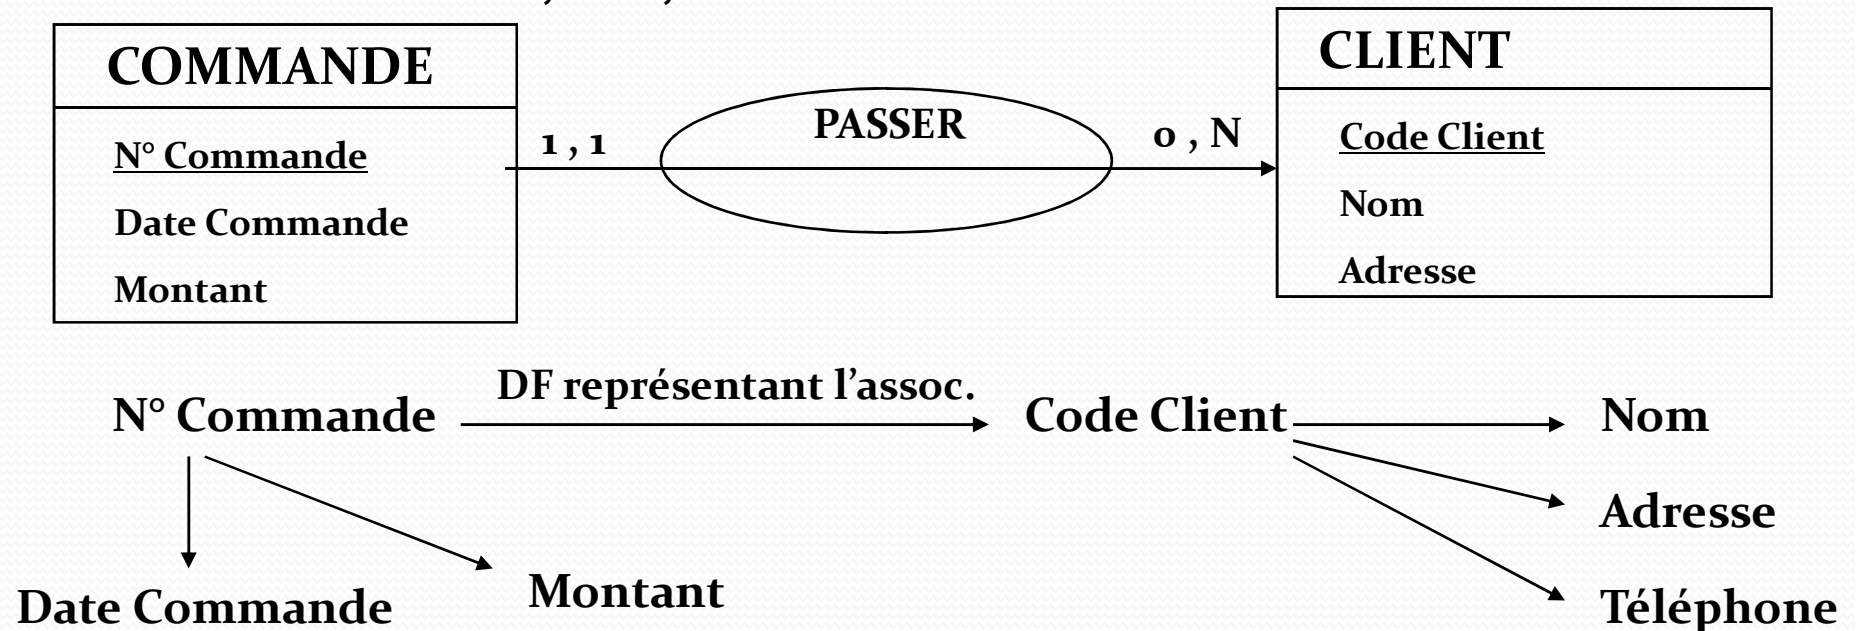 COMMANDE
CLIENT
PASSER
1 , 1
0 , N
N° Commande
Date Commande
Montant
Code Client
Nom
Adresse
DF représentant l’assoc.
N° Commande
Code Client
Nom
Adresse
Date Commande
Montant
Téléphone